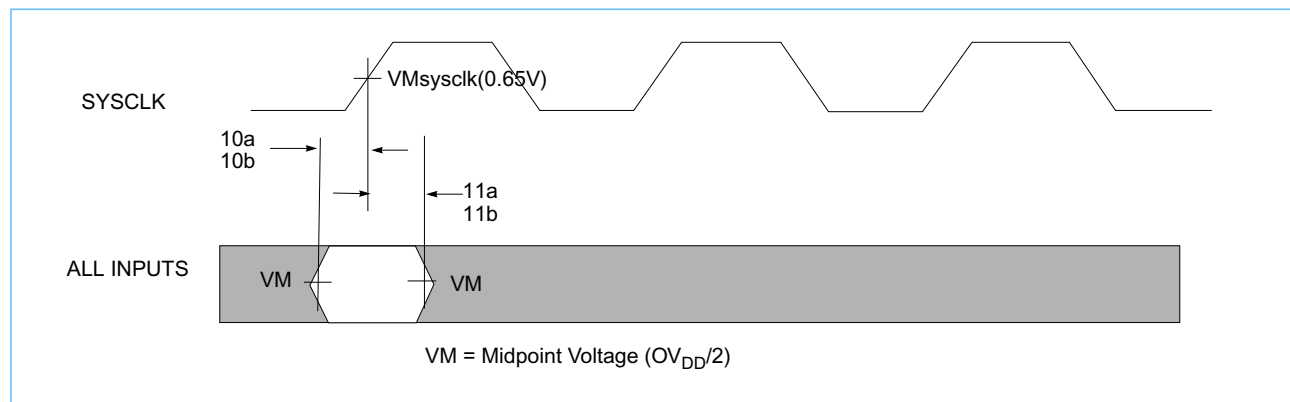 VMsysclk(0.65V)
SYSCLK
10a
10b
11a
11b
ALL INPUTS
VM
VM
VM = Midpoint Voltage (OVDD/2)